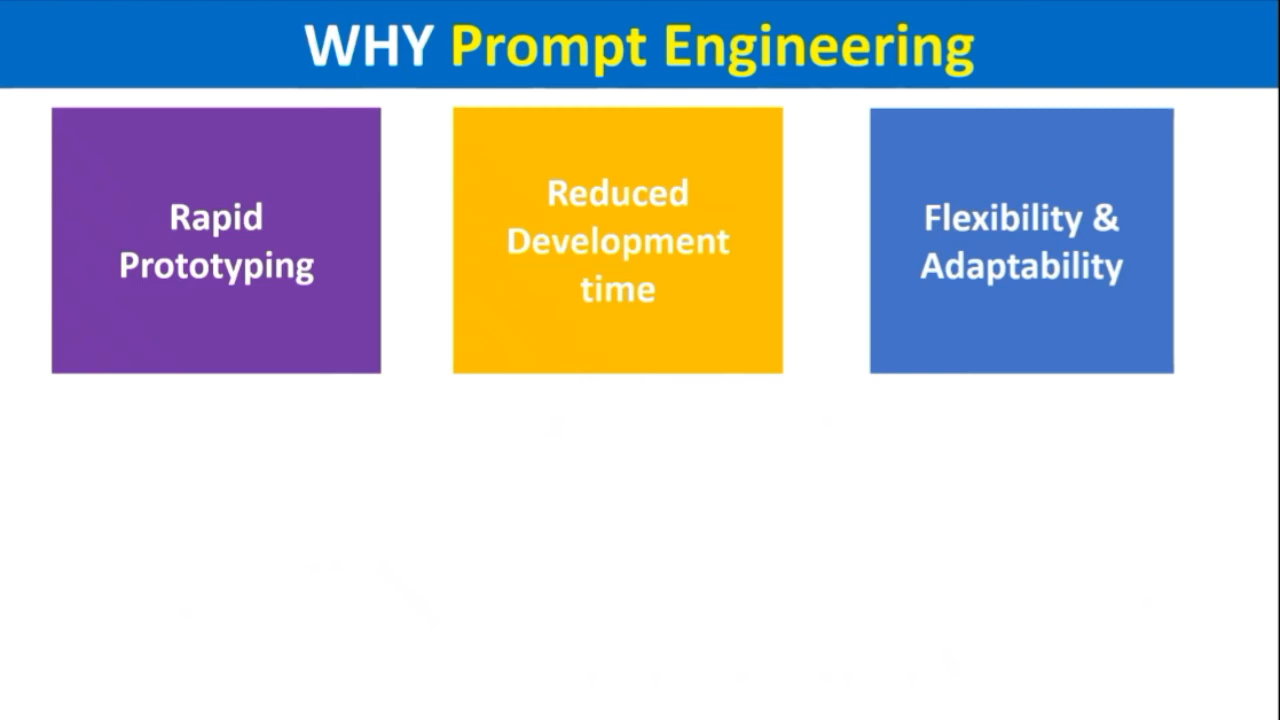 WHY Prompt Engineering
Rapid
Prototyping
Reduced
Development
time
Flexibility &
Adaptability